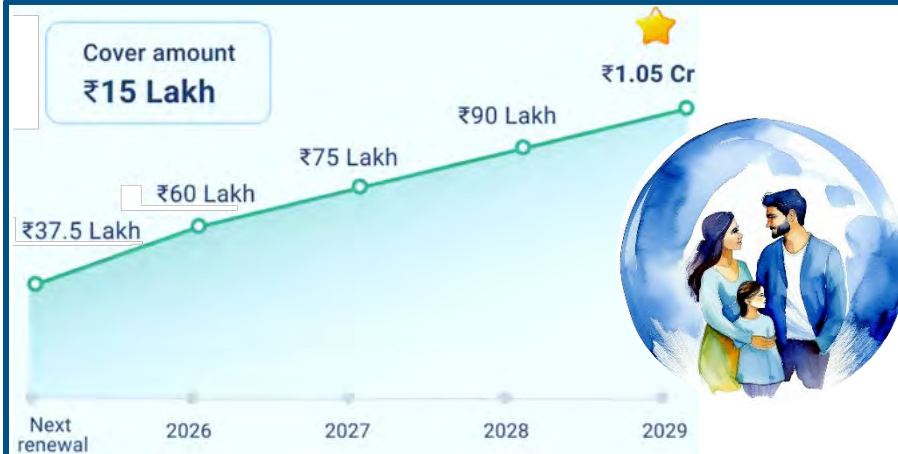 Cover amount
₹15 Lakh
₹1.05 Cr
₹90 Lakh
₹75 Lakh
₹60 Lakh
₹37.5 Lakh
Next
renewal
2026
2027
2028
2029